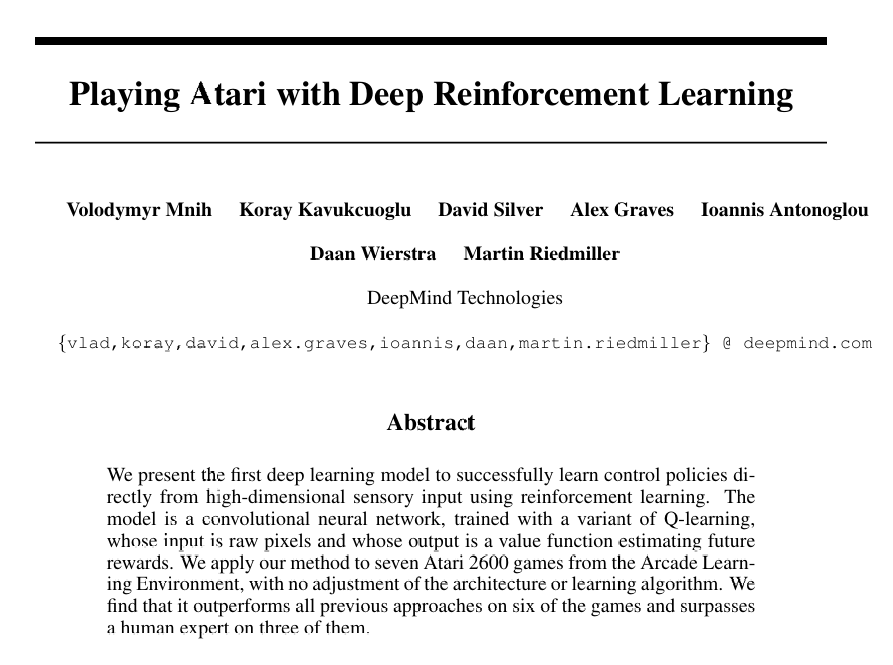 Playing Atari with Deep Reinforcement Learning
Volodymyr Mnih Koray Kavukcuoglu David Silver Alex Graves Ioannis Antonoglou
Daan Wierstra Martin Riedmiller
DeepMind Technologies
{vlad,koray,david,alex.graves,ioannis,daan,martin.riedmiller} @ deepmind.com
Abstract
We present the first deep learning model to successfully learn control policies di-
rectly from high-dimensional sensory input using reinforcement learning. The
model is a convolutional neural network, trained with a variant of Q-learning,
whose input is raw pixels and whose output is a value function estimating future
rewards. We apply our method to seven Atari 2600 games from the Arcade Learn-
ing Environment, with no adjustment of the architecture or learning algorithm. We
find that it outperforms all previous approaches on six of the games and surpasses
a human expert on three of them.